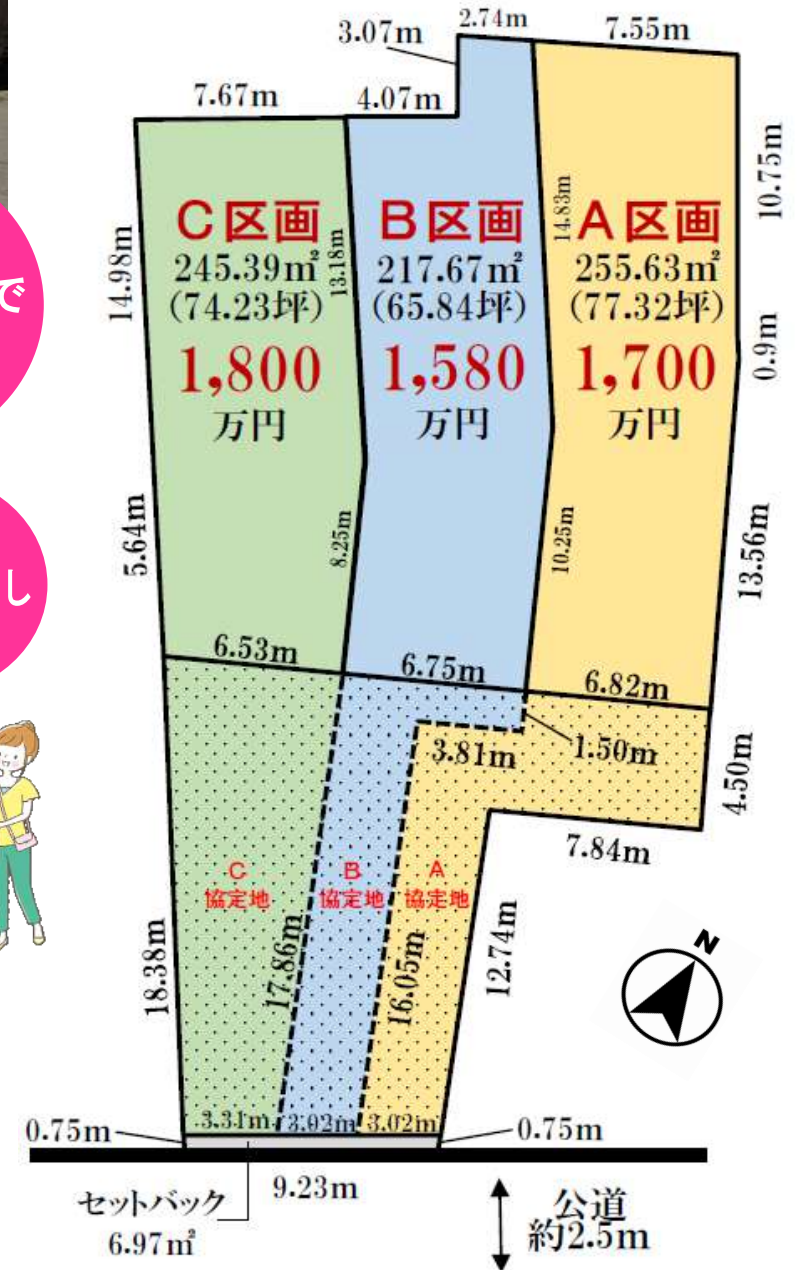 2.74m
3.07m
7.55m
7.67m
4.07m
10.75m
14.98m
13.18m
14.83m
C区画
245.39㎡
(74.23坪)
1,800
万円
B区画
217.67㎡
(65.84坪)
1,580
万円
A区画
255.63㎡
(77.32坪)
1,700
万円
で
0.9m
5.64m
8.25m
10.25m
13.56m
し
6.53m
6.75m
6.82m
3.81m
1.50m
4.50m
7.84m
C
協定地
B
協定地
A
協定地
18.38m
17.86m
16.05m
12.74m
N
0.75m
3.31m
3.02m
3.02m
0.75m
セットバック
6.97㎡
9.23m
公道
約2.5m